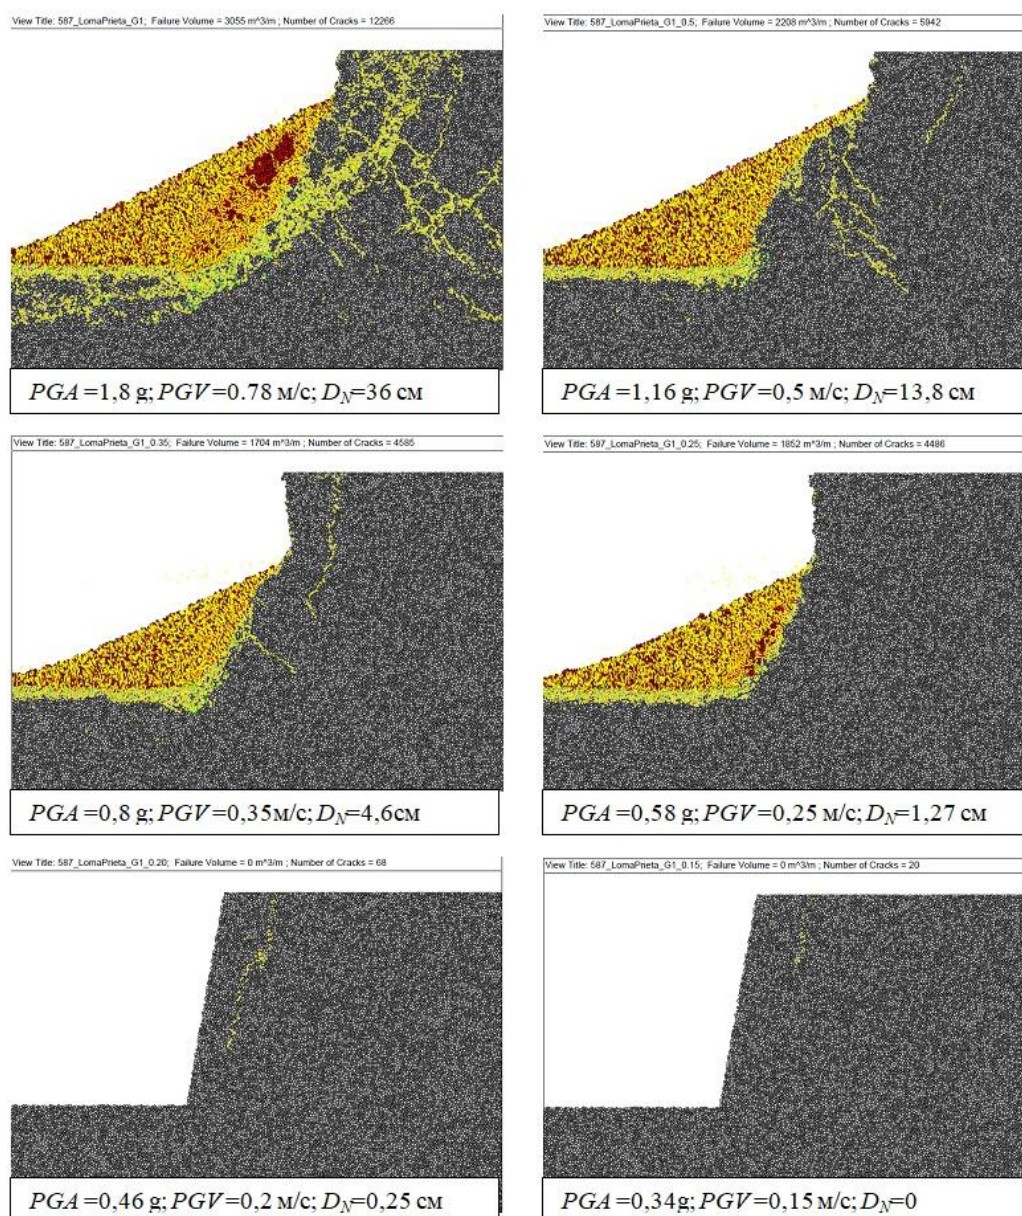 View Title: 587_LomaPrieta_G1; Failure Volume = 3055 m^3/m ; Number of Cracks = 12266
View Title: 587_LomaPrieta_G1_0.5; Failure Volume = 2208 m^3/m ; Number of Cracks = 5942
PGA=1,8 g; PGV=0.78 м/с; D_N=36 см
PGA=1,16 g; PGV=0,5 м/с; D_N=13,8 см
View Title: 587_LomaPrieta_G1_0.35; Failure Volume = 1704 m^3/m ; Number of Cracks = 4585
View Title: 587_LomaPrieta_G1_0.25; Failure Volume = 1852 m^3/m ; Number of Cracks = 4486
PGA=0,8 g; PGV=0,35м/с; D_N=4,6см
PGA=0,58 g; PGV=0,25 м/с; D_N=1,27 см
View Title: 587_LomaPrieta_G1_0.20; Failure Volume = 0 m^3/m ; Number of Cracks = 68
View Title: 587_LomaPrieta_G1_0.15; Failure Volume = 0 m^3/m ; Number of Cracks = 20
PGA=0,46 g; PGV=0,2 м/с; D_N=0,25 см
PGA=0,34g; PGV=0,15 м/с; D_N=0